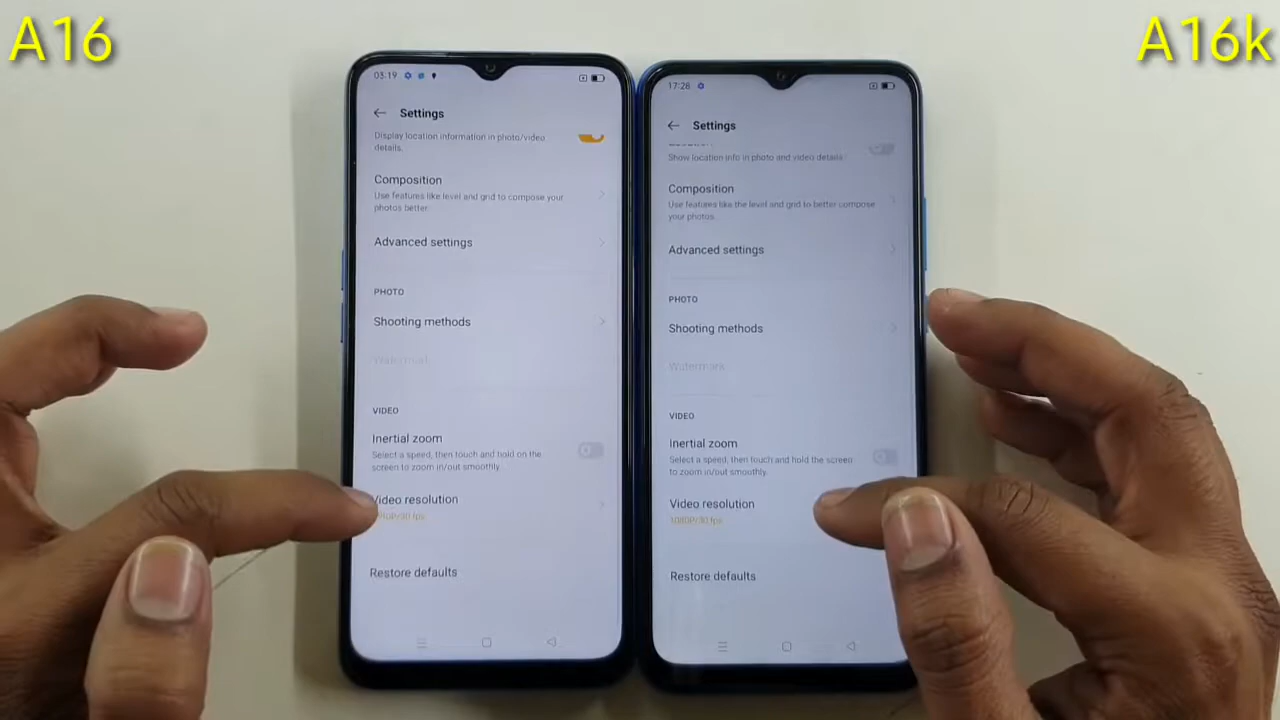 A16
A16k
03:19
Settings
Display location information in photo/video
details.
Composition
Use features like level and grid to compose your
photos better.
Advanced settings
PHOTO
Shooting methods
Watermark
VIDEO
Inertial zoom
Select a speed, then touch and hold on the
screen to zoom in/out smoothly.
Video resolution
Restore defaults
17:28
Settings
Show location info in photo and video details
Composition
Use features like the level and grid to better compose
your photos.
Advanced settings
PHOTO
Shooting methods
Watermark
VIDEO
Inertial zoom
Select a speed, then touch and hold the screen
to zoom in/out smoothly.
Video resolution
1080P/30 fps
Restore defaults